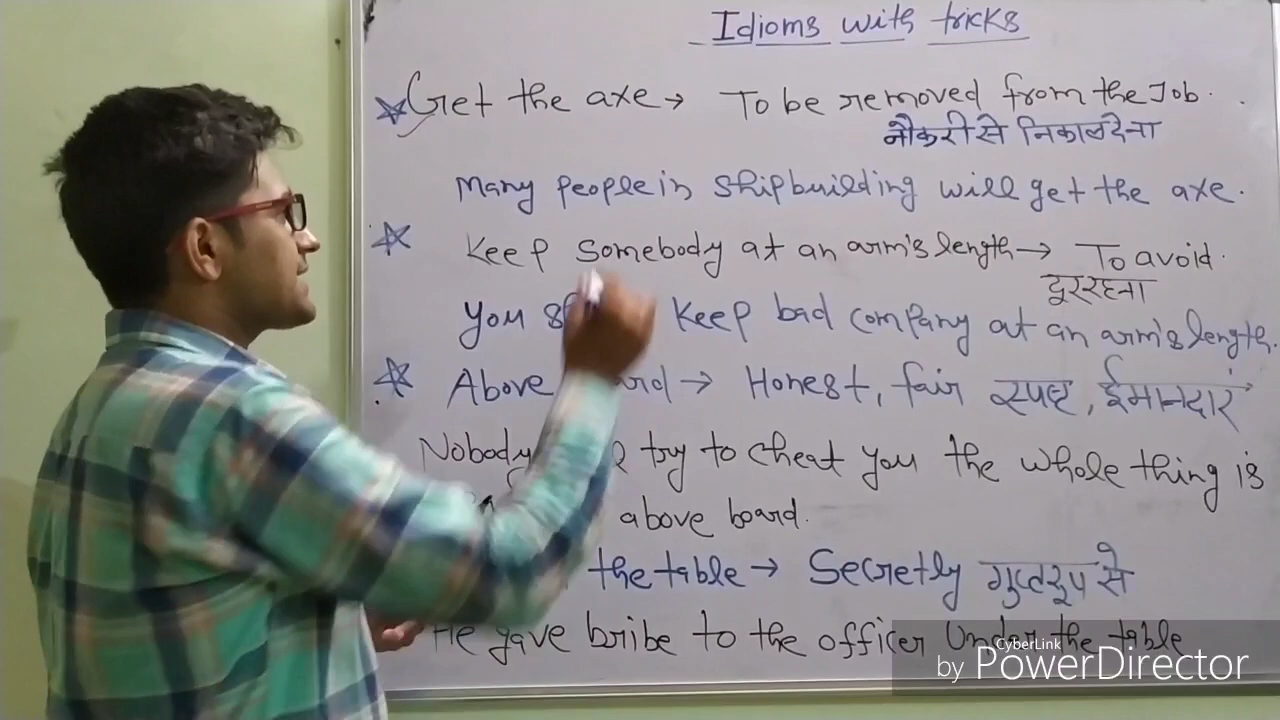 Idioms with tricks
Get the axe → To be removed from the Job.
नौकरी से निकाल देना
Many people in shipbuilding will get the axe.
Keep somebody at an arm's length → To avoid.
दूर रहना
you keep bad company at an arm's length.
Above → Honest, fair स्पष्ट, ईमानदार
Nobody try to cheat you the whole thing is
above board.
the table → Secretly गुप्त रूप से
He gave bribe to the officer Under the table
CyberLink
by PowerDirector